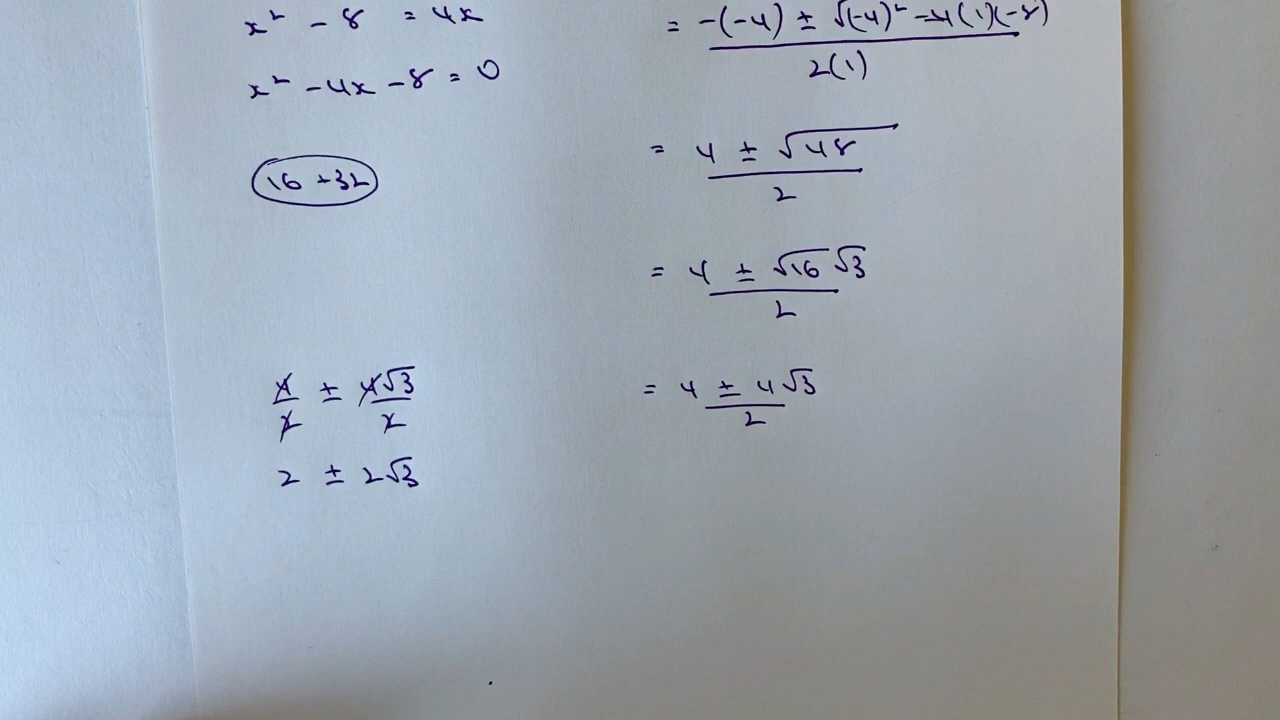 x² - 8 = 4x
x² - 4x - 8 = 0
16 + 32
4/2 ± 4√3/2
2 ± 2√3
= -(-4) ± √(-4)² - 4(1)(-8) / 2(1)
= 4 ± √48 / 2
= 4 ± √16 √3 / 2
= 4 ± 4√3 / 2